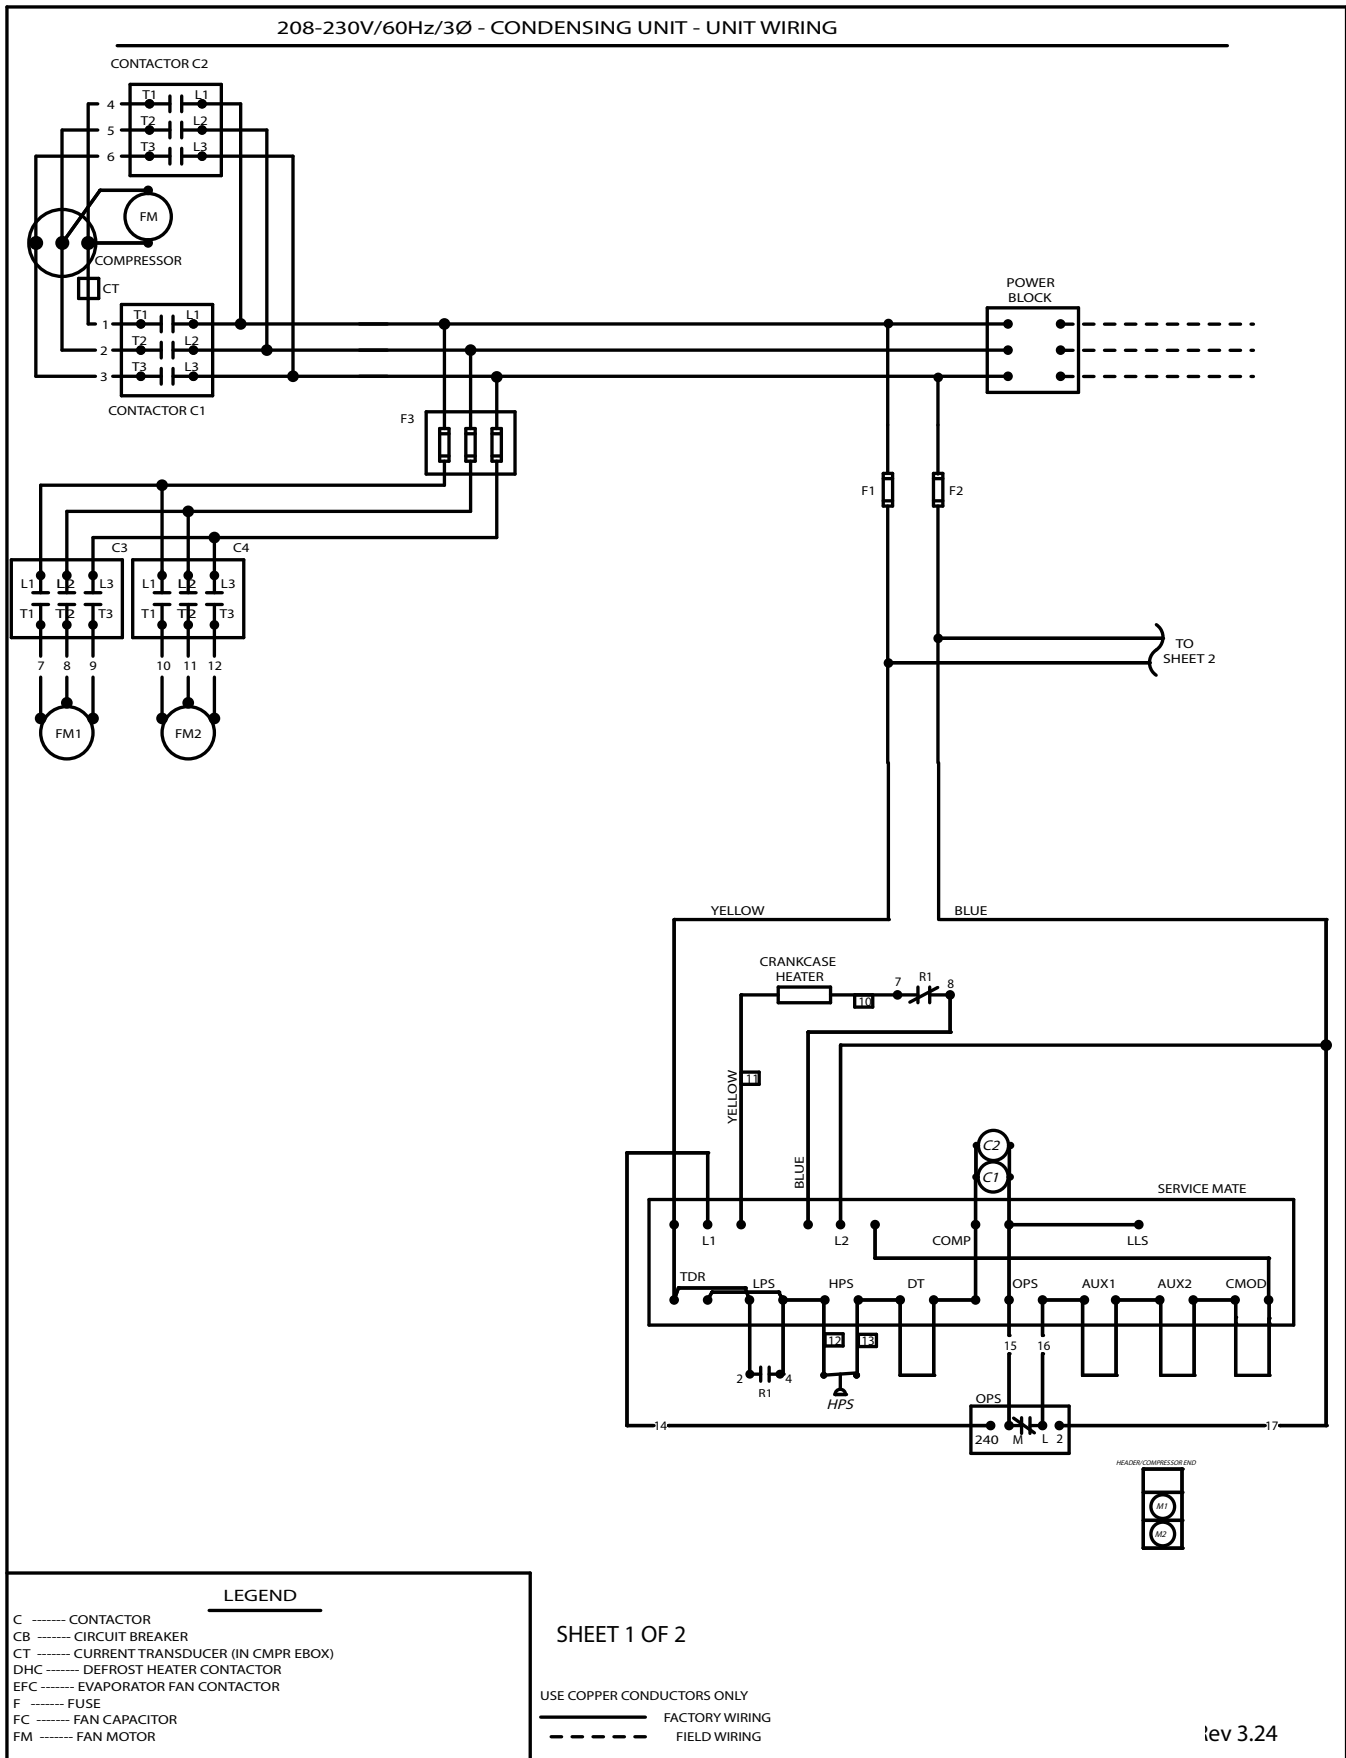 208-230V/60Hz/3Ø - CONDENSING UNIT - UNIT WIRING
CONTACTOR C2
4 T1 L1
5 T2 L2
6 T3 L3
FM
COMPRESSOR
CT
1 T1 L1
2 T2 L2
3 T3 L3
CONTACTOR C1
POWER
BLOCK
F3
F1
F2
C3
C4
L1 L2 L3
L1 L2 L3
T1 T2 T3
T1 T2 T3
7 8 9
10 11 12
FM1
FM2
TO
SHEET 2
YELLOW
BLUE
CRANKCASE
HEATER
10
7 R1 8
11
YELLOW
BLUE
C2
C1
SERVICE MATE
L1
L2
COMP
LLS
TDR
LPS
HPS
DT
OPS
AUX1
AUX2
CMOD
12
13
15 16
2 4
R1
HPS
OPS
14
240 M L 2
17
HEADER/COMPRESSOR END
M1
M2
LEGEND
C ------- CONTACTOR
CB ------- CIRCUIT BREAKER
CT ------- CURRENT TRANSDUCER (IN CMPR EBOX)
DHC ------- DEFROST HEATER CONTACTOR
EFC ------- EVAPORATOR FAN CONTACTOR
F ------- FUSE
FC ------- FAN CAPACITOR
FM ------- FAN MOTOR
SHEET 1 OF 2
USE COPPER CONDUCTORS ONLY
FACTORY WIRING
FIELD WIRING
ev 3.24